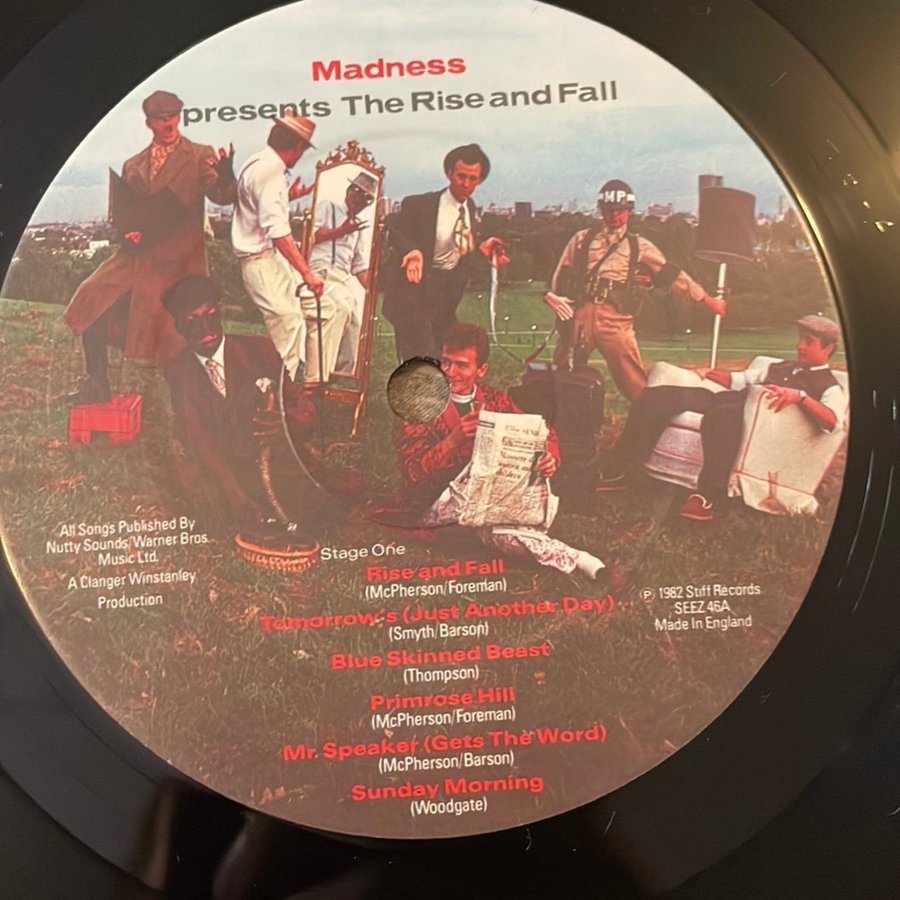 Madness
presents The Rise and Fall
MP
All Songs Published By
Nutty Sounds/Warner Bros.
Music Ltd.
A Clanger Winstanley
Production
Stage One
Rise and Fall
(McPherson/Foreman)
Tomorrow's (Just Another Day)...
(Smyth/Barson)
Blue Skinned Beast
(Thompson)
Primrose Hill
(McPherson/Foreman)
Mr. Speaker (Gets The Word)
(McPherson/Barson)
Sunday Morning
(Woodgate)
℗ 1982 Stiff Records
SEEZ 46A
Made In England